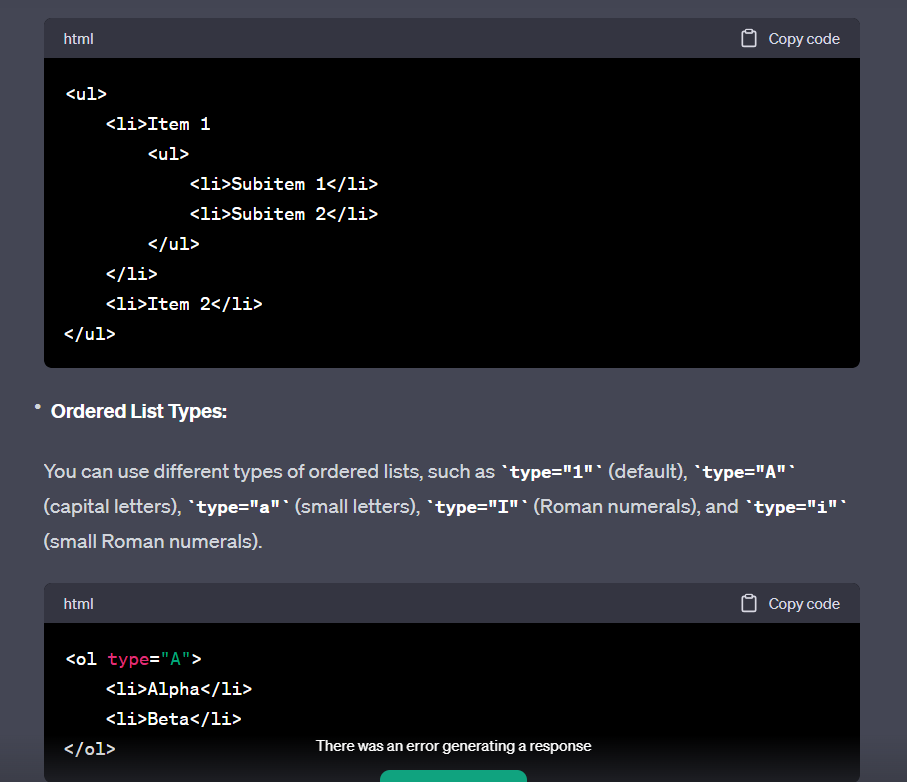 html Copy code
<ul>
    <li>Item 1
        <ul>
            <li>Subitem 1</li>
            <li>Subitem 2</li>
        </ul>
    </li>
    <li>Item 2</li>
</ul>
• Ordered List Types:
You can use different types of ordered lists, such as `type="1"` (default), `type="A"`
(capital letters), `type="a"` (small letters), `type="I"` (Roman numerals), and `type="i"`
(small Roman numerals).
html Copy code
<ol type="A">
    <li>Alpha</li>
    <li>Beta</li>
</ol>
There was an error generating a response